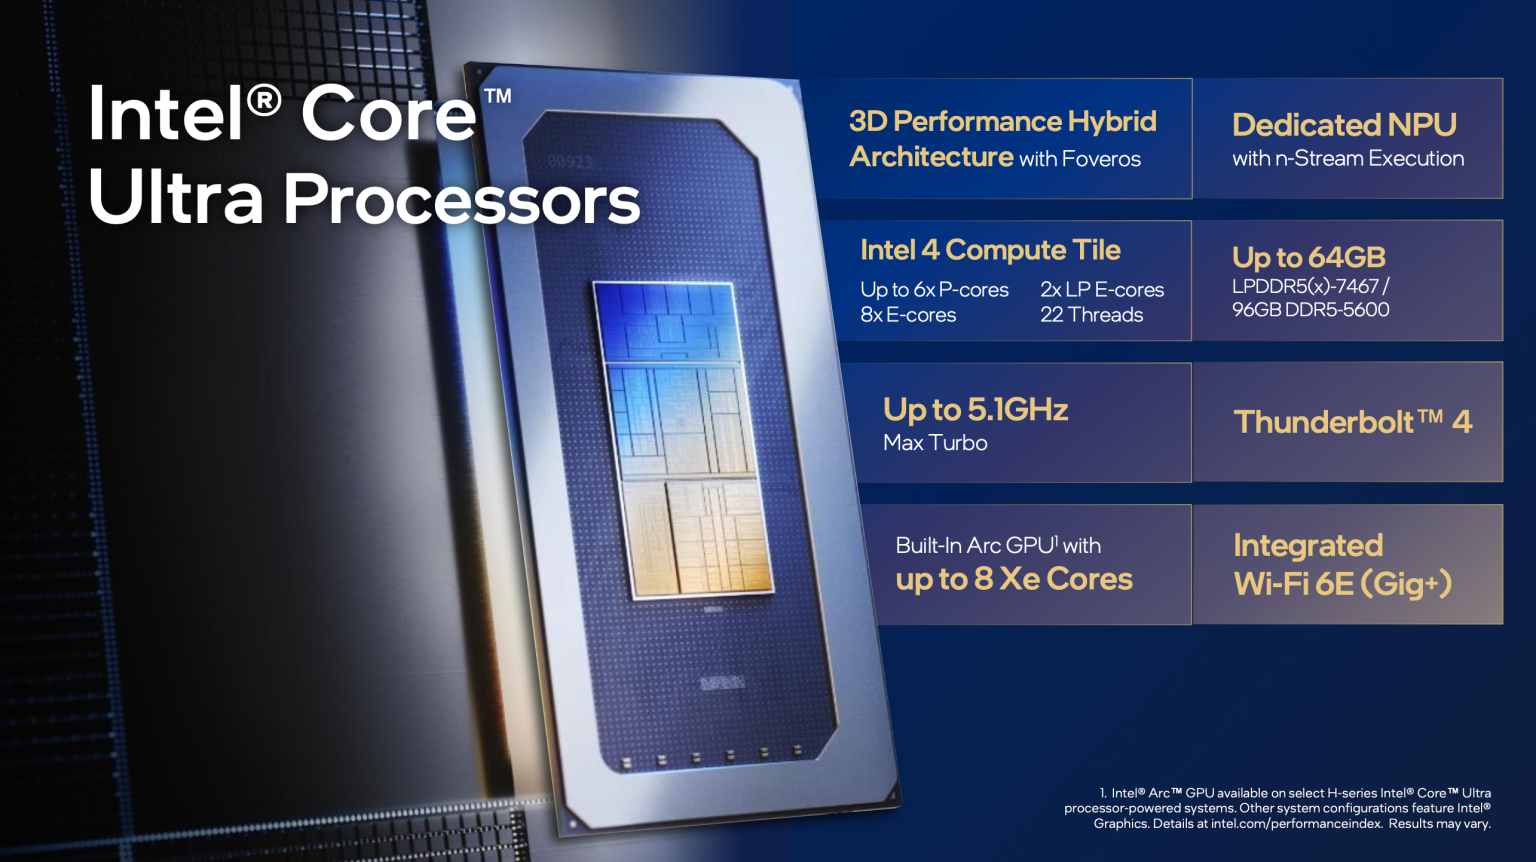 Intel® Core™
Ultra Processors
3D Performance Hybrid
Architecture with Foveros
Dedicated NPU
with n-Stream Execution
Intel 4 Compute Tile
Up to 6x P-cores
8x E-cores
2x LP E-cores
22 Threads
Up to 64GB
LPDDR5(x)-7467 /
96GB DDR5-5600
Up to 5.1GHz
Max Turbo
Thunderbolt™ 4
Built-In Arc GPU¹ with
up to 8 Xe Cores
Integrated
Wi-Fi 6E (Gig+)
1. Intel® Arc™ GPU available on select H-series Intel® Core™ Ultra
processor-powered systems. Other system configurations feature Intel®
Graphics. Details at intel.com/performanceindex. Results may vary.